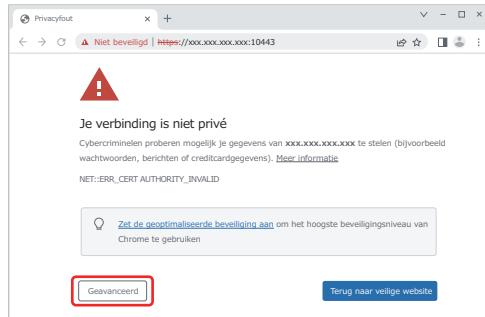 Privacyfout
Niet beveiligd | https://xxx.xxx.xxx.xxx:10443
Je verbinding is niet privé
Cybercriminelen proberen mogelijk je gegevens van xxx.xxx.xxx.xxx te stelen (bijvoorbeeld
wachtwoorden, berichten of creditcardgegevens). Meer informatie
NET::ERR_CERT AUTHORITY_INVALID
Zet de geoptimaliseerde beveiliging aan om het hoogste beveiligingsniveau van
Chrome te gebruiken
Geavanceerd
Terug naar veilige website